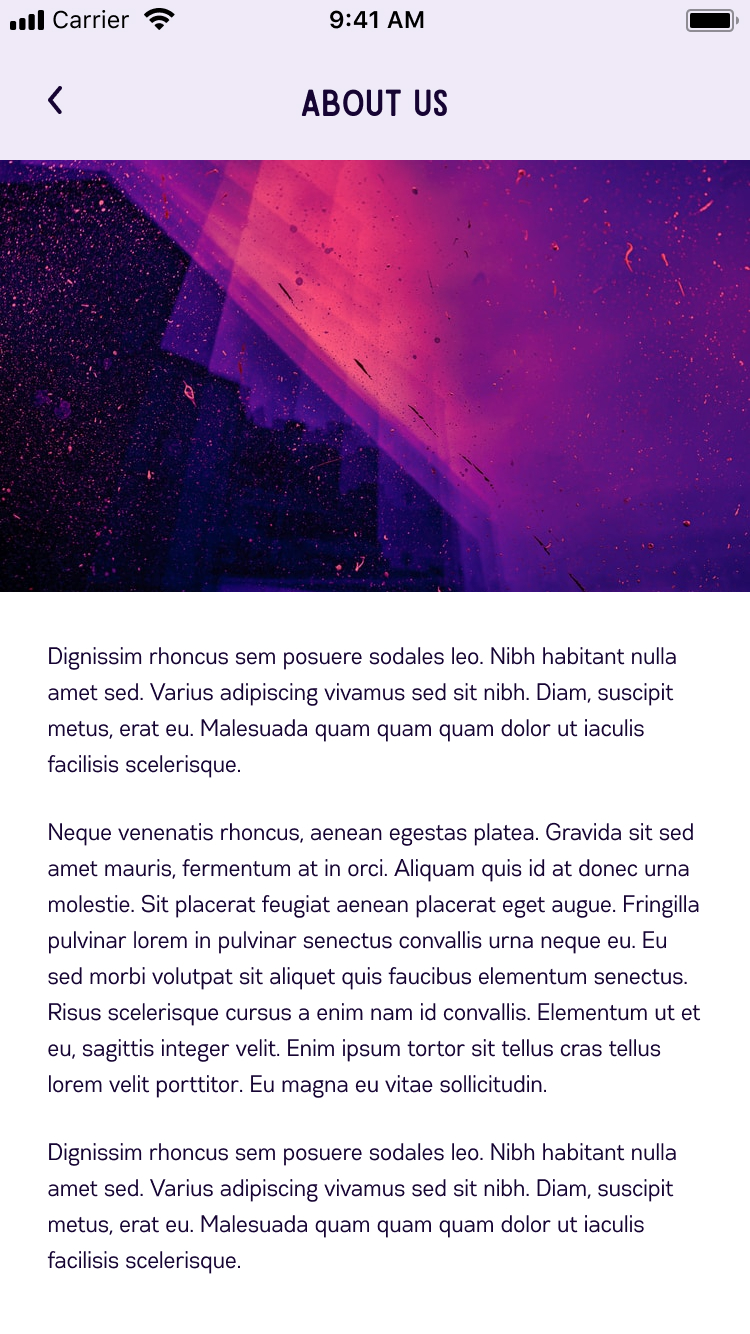 Carrier 9:41 AM
ABOUT US
Dignissim rhoncus sem posuere sodales leo. Nibh habitant nulla
amet sed. Varius adipiscing vivamus sed sit nibh. Diam, suscipit
metus, erat eu. Malesuada quam quam quam dolor ut iaculis
facilisis scelerisque.
Neque venenatis rhoncus, aenean egestas platea. Gravida sit sed
amet mauris, fermentum at in orci. Aliquam quis id at donec urna
molestie. Sit placerat feugiat aenean placerat eget augue. Fringilla
pulvinar lorem in pulvinar senectus convallis urna neque eu. Eu
sed morbi volutpat sit aliquet quis faucibus elementum senectus.
Risus scelerisque cursus a enim nam id convallis. Elementum ut et
eu, sagittis integer velit. Enim ipsum tortor sit tellus cras tellus
lorem velit porttitor. Eu magna eu vitae sollicitudin.
Dignissim rhoncus sem posuere sodales leo. Nibh habitant nulla
amet sed. Varius adipiscing vivamus sed sit nibh. Diam, suscipit
metus, erat eu. Malesuada quam quam quam dolor ut iaculis
facilisis scelerisque.